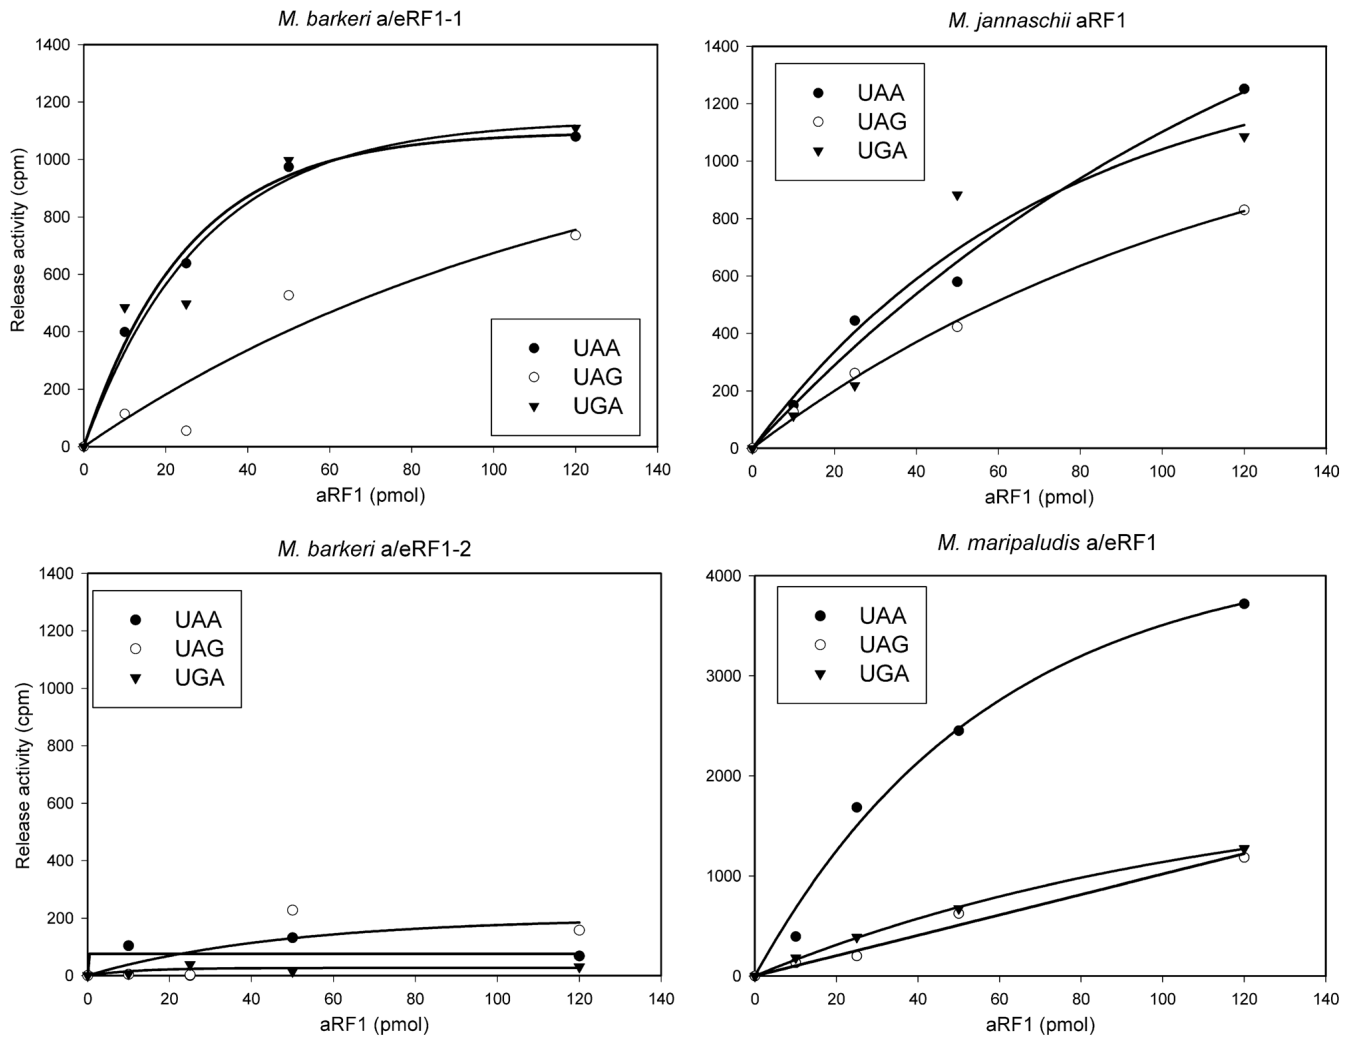 M. barkeri a/eRF1-1
1400
1200
1000
800
600
400
200
0
Release activity (cpm)
UAA
UAG
UGA
0 20 40 60 80 100 120 140
aRF1 (pmol)
M. jannaschii aRF1
1400
1200
1000
800
600
400
200
0
UAA
UAG
UGA
0 20 40 60 80 100 120 140
aRF1 (pmol)
M. barkeri a/eRF1-2
1400
1200
1000
800
600
400
200
0
Release activity (cpm)
UAA
UAG
UGA
0 20 40 60 80 100 120 140
aRF1 (pmol)
M. maripaludis a/eRF1
4000
3000
2000
1000
0
UAA
UAG
UGA
0 20 40 60 80 100 120 140
aRF1 (pmol)